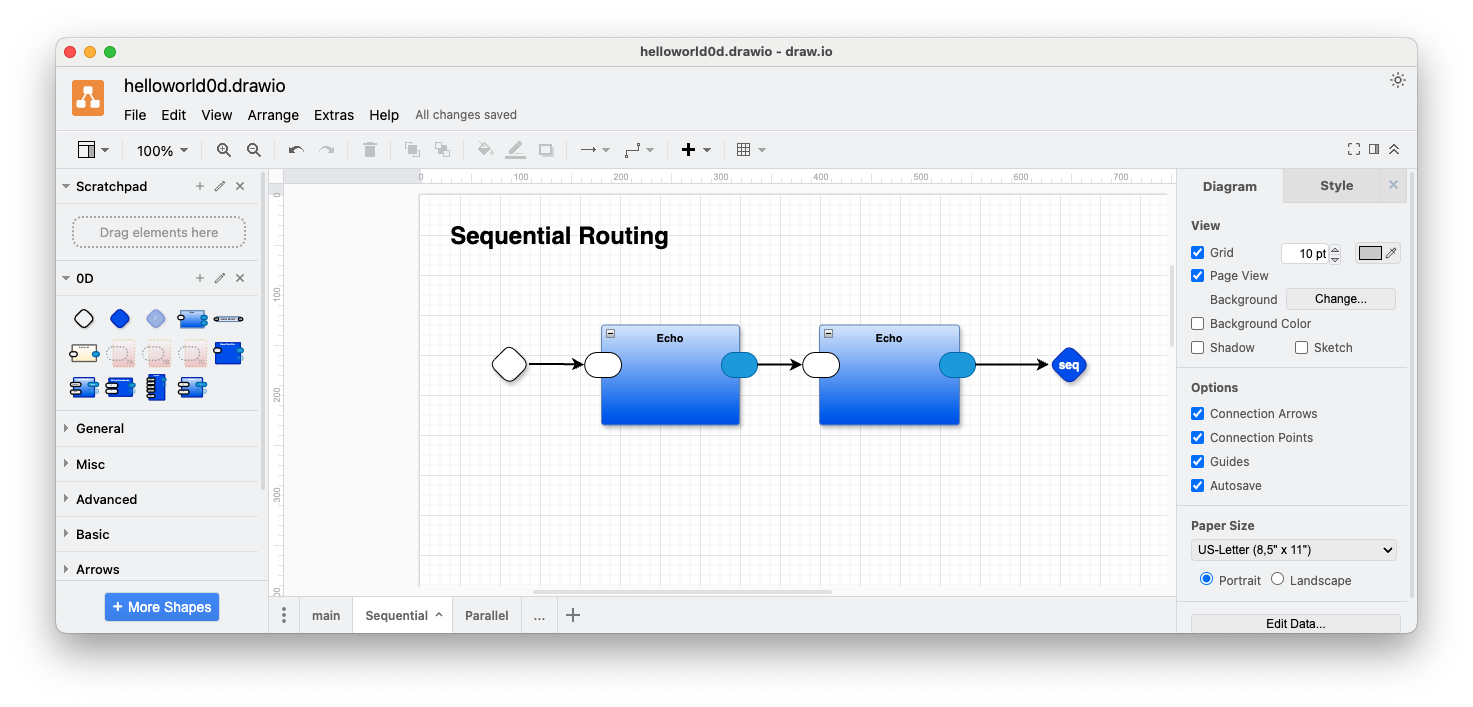 helloworld0d.drawio - draw.io
helloworld0d.drawio
File Edit View Arrange Extras Help All changes saved
100%
Scratchpad
Drag elements here
0D
General
Misc
Advanced
Basic
Arrows
+ More Shapes
0 100 200 300 400 500 600 700
0
100
200
300
Sequential Routing
Echo
Echo
seq
main Sequential Parallel ...
Diagram Style
View
Grid 10 pt
Page View
Background Change...
Background Color
Shadow Sketch
Options
Connection Arrows
Connection Points
Guides
Autosave
Paper Size
US-Letter (8,5" x 11")
Portrait Landscape
Edit Data...